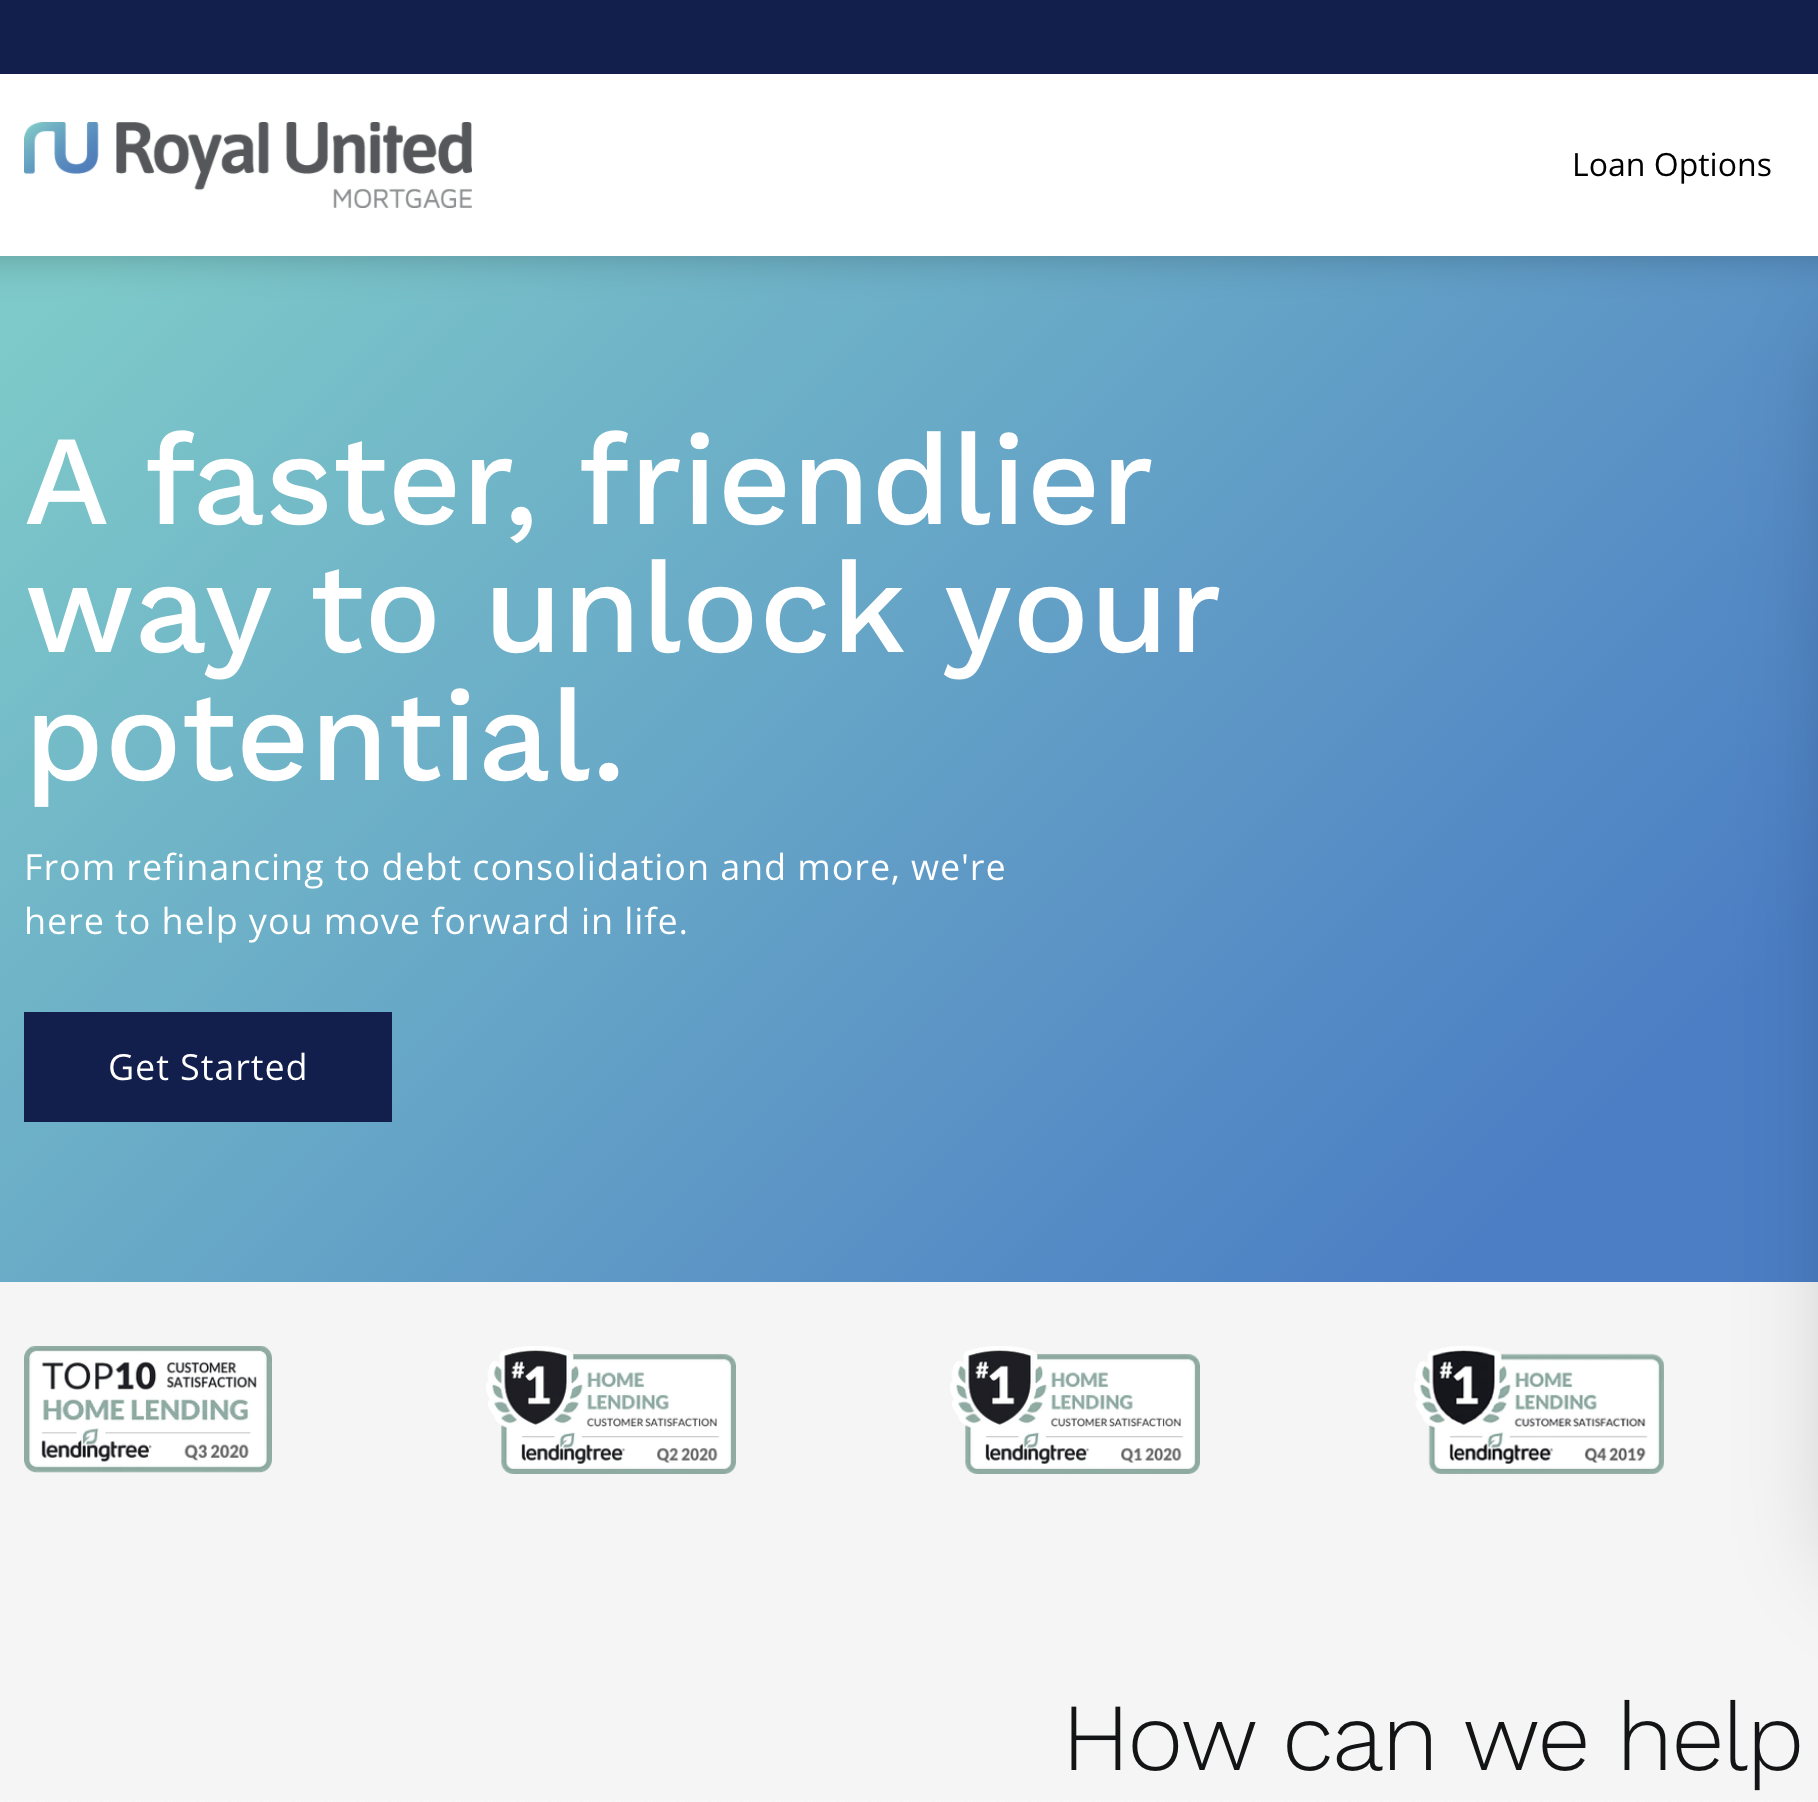 Royal United
MORTGAGE
Loan Options
A faster, friendlier
way to unlock your
potential.
From refinancing to debt consolidation and more, we're
here to help you move forward in life.
Get Started
TOP10 CUSTOMER SATISFACTION
HOME LENDING
lendingtree Q3 2020
#1 HOME
LENDING
CUSTOMER SATISFACTION
lendingtree Q2 2020
#1 HOME
LENDING
CUSTOMER SATISFACTION
lendingtree Q1 2020
#1 HOME
LENDING
CUSTOMER SATISFACTION
lendingtree Q4 2019
How can we help